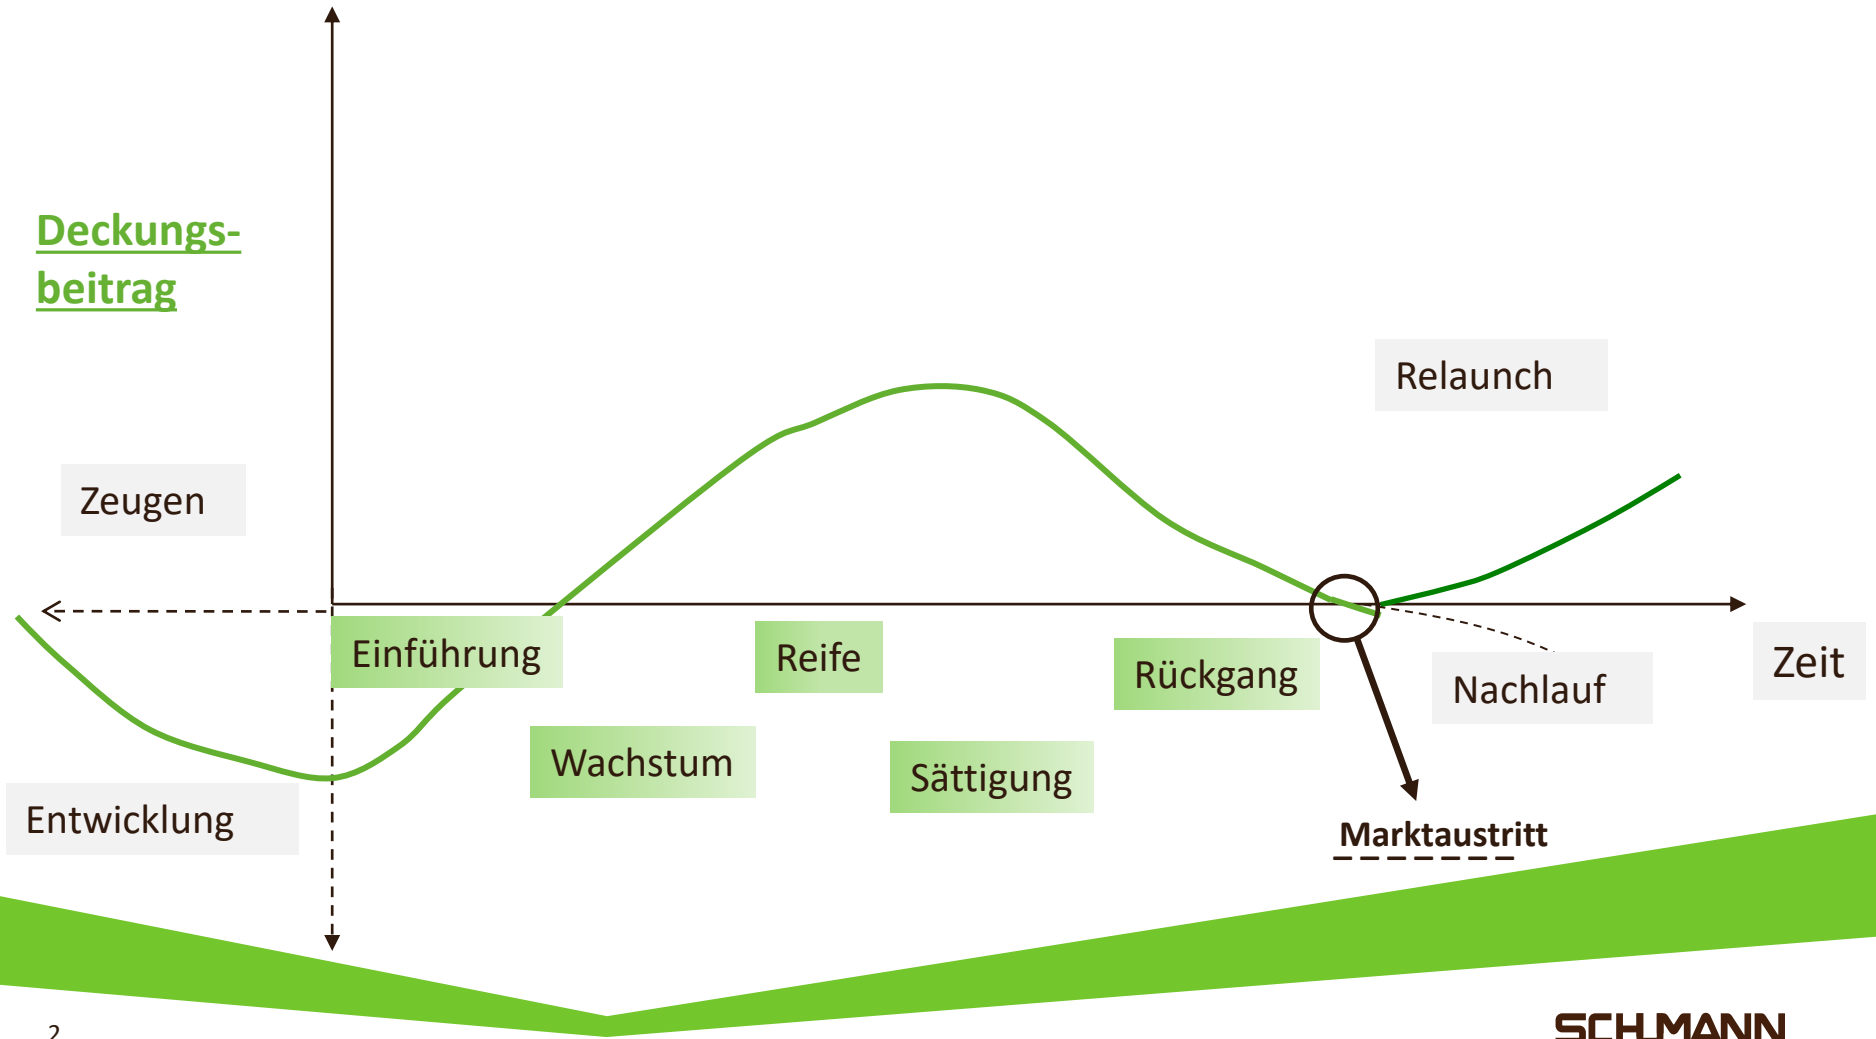 Deckungs-
beitrag
Relaunch
Zeugen
Einführung
Reife
Rückgang
Zeit
Nachlauf
Wachstum
Sättigung
Entwicklung
Marktaustritt
2